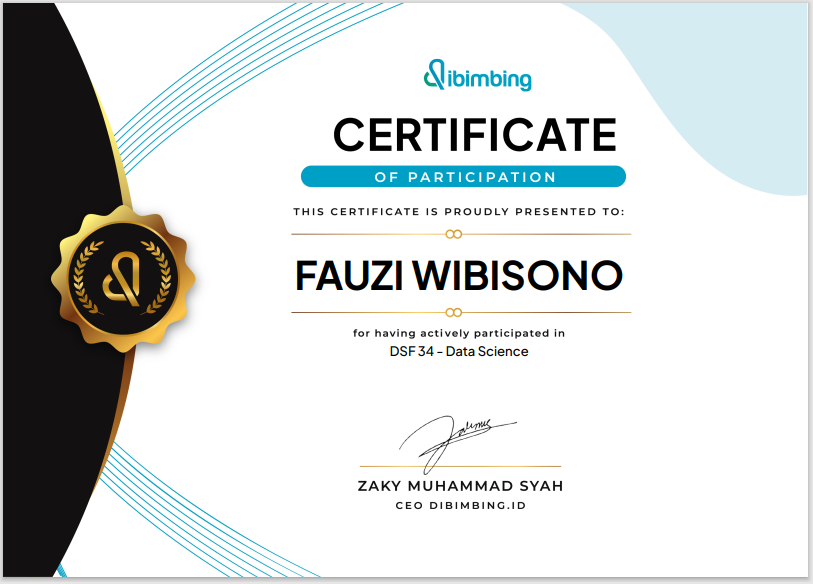 dibimbing
CERTIFICATE
OF PARTICIPATION
THIS CERTIFICATE IS PROUDLY PRESENTED TO:
FAUZI WIBISONO
for having actively participated in
DSF 34 - Data Science
ZAKY MUHAMMAD SYAH
CEO DIBIMBING.ID